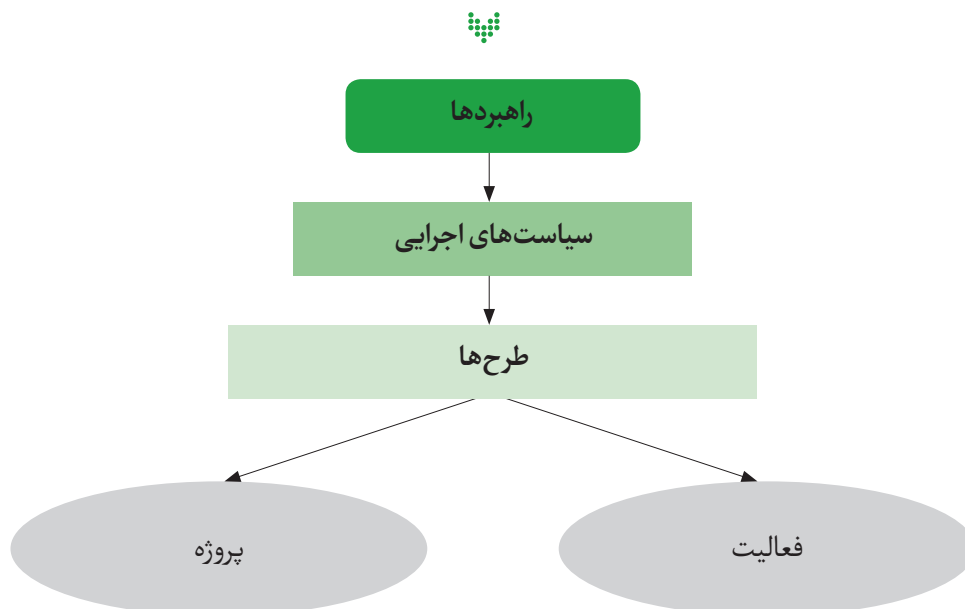 راهبردها
سیاست‌های اجرایی
طرح‌ها
فعالیت
پروژه